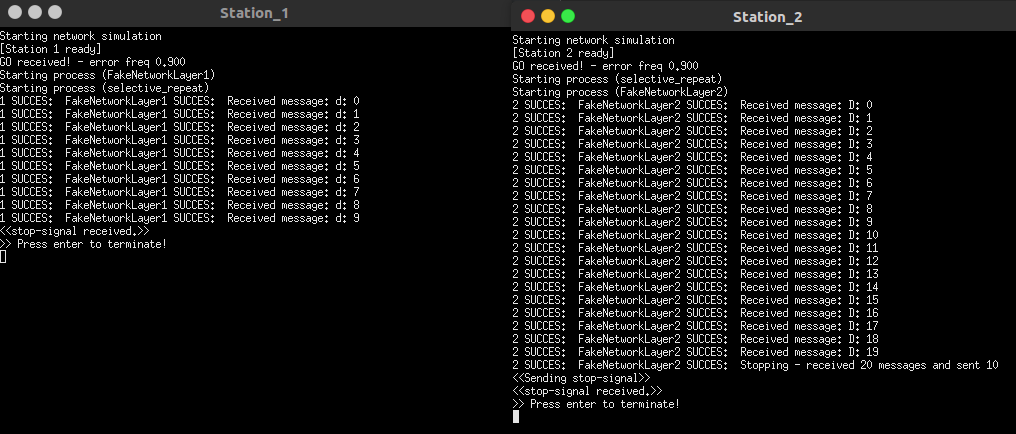 Station_1
Starting network simulation
[Station 1 ready]
GO received! - error freq 0.900
Starting process (FakeNetworkLayer1)
Starting process (selective_repeat)
1 SUCCES:  FakeNetworkLayer1 SUCCES:  Received message: d: 0
1 SUCCES:  FakeNetworkLayer1 SUCCES:  Received message: d: 1
1 SUCCES:  FakeNetworkLayer1 SUCCES:  Received message: d: 2
1 SUCCES:  FakeNetworkLayer1 SUCCES:  Received message: d: 3
1 SUCCES:  FakeNetworkLayer1 SUCCES:  Received message: d: 4
1 SUCCES:  FakeNetworkLayer1 SUCCES:  Received message: d: 5
1 SUCCES:  FakeNetworkLayer1 SUCCES:  Received message: d: 6
1 SUCCES:  FakeNetworkLayer1 SUCCES:  Received message: d: 7
1 SUCCES:  FakeNetworkLayer1 SUCCES:  Received message: d: 8
1 SUCCES:  FakeNetworkLayer1 SUCCES:  Received message: d: 9
<<stop-signal received.>>
>> Press enter to terminate!
Station_2
Starting network simulation
[Station 2 ready]
GO received! - error freq 0.900
Starting process (selective_repeat)
Starting process (FakeNetworkLayer2)
2 SUCCES:  FakeNetworkLayer2 SUCCES:  Received message: D: 0
2 SUCCES:  FakeNetworkLayer2 SUCCES:  Received message: D: 1
2 SUCCES:  FakeNetworkLayer2 SUCCES:  Received message: D: 2
2 SUCCES:  FakeNetworkLayer2 SUCCES:  Received message: D: 3
2 SUCCES:  FakeNetworkLayer2 SUCCES:  Received message: D: 4
2 SUCCES:  FakeNetworkLayer2 SUCCES:  Received message: D: 5
2 SUCCES:  FakeNetworkLayer2 SUCCES:  Received message: D: 6
2 SUCCES:  FakeNetworkLayer2 SUCCES:  Received message: D: 7
2 SUCCES:  FakeNetworkLayer2 SUCCES:  Received message: D: 8
2 SUCCES:  FakeNetworkLayer2 SUCCES:  Received message: D: 9
2 SUCCES:  FakeNetworkLayer2 SUCCES:  Received message: D: 10
2 SUCCES:  FakeNetworkLayer2 SUCCES:  Received message: D: 11
2 SUCCES:  FakeNetworkLayer2 SUCCES:  Received message: D: 12
2 SUCCES:  FakeNetworkLayer2 SUCCES:  Received message: D: 13
2 SUCCES:  FakeNetworkLayer2 SUCCES:  Received message: D: 14
2 SUCCES:  FakeNetworkLayer2 SUCCES:  Received message: D: 15
2 SUCCES:  FakeNetworkLayer2 SUCCES:  Received message: D: 16
2 SUCCES:  FakeNetworkLayer2 SUCCES:  Received message: D: 17
2 SUCCES:  FakeNetworkLayer2 SUCCES:  Received message: D: 18
2 SUCCES:  FakeNetworkLayer2 SUCCES:  Received message: D: 19
2 SUCCES:  FakeNetworkLayer2 SUCCES:  Stopping - received 20 messages and sent 10
<<Sending stop-signal>>
<<stop-signal received.>>
>> Press enter to terminate!